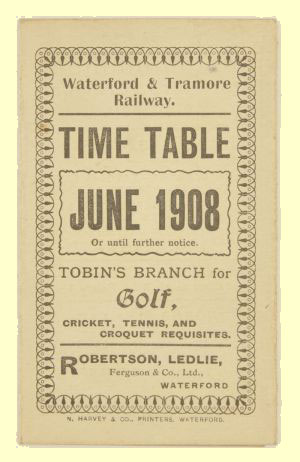 Waterford & Tramore
Railway.
TIME TABLE
JUNE 1908
Or until further notice.
TOBIN'S BRANCH for
Golf,
CRICKET, TENNIS, AND
CROQUET REQUISITES.
ROBERTSON, LEDLIE,
Ferguson & Co., Ltd.,
WATERFORD
N. HARVEY & CO., PRINTERS, WATERFORD.